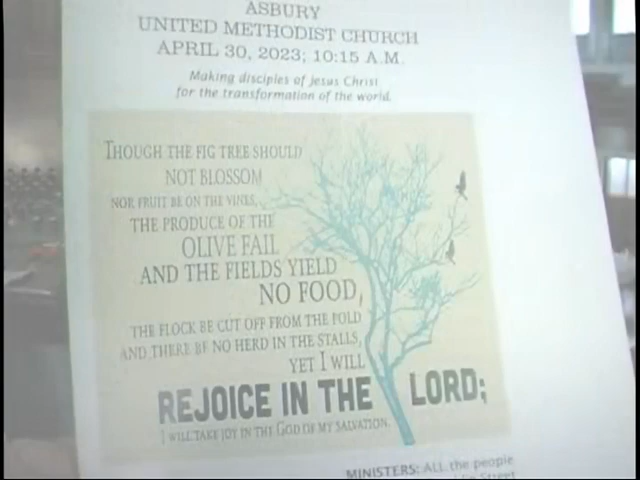 ASBURY
UNITED METHODIST CHURCH
APRIL 30, 2023; 10:15 A.M.
Making disciples of Jesus Christ
for the transformation of the world.
THOUGH THE FIG TREE SHOULD
NOT BLOSSOM
NOR FRUIT BE ON THE VINES,
THE PRODUCE OF THE
OLIVE FAIL
AND THE FIELDS YIELD
NO FOOD,
THE FLOCK BE CUT OFF FROM THE FOLD
AND THERE BE NO HERD IN THE STALLS,
YET I WILL
REJOICE IN THE LORD;
I WILL TAKE JOY IN THE GOD OF MY SALVATION.
MINISTERS: ALL the people
Street